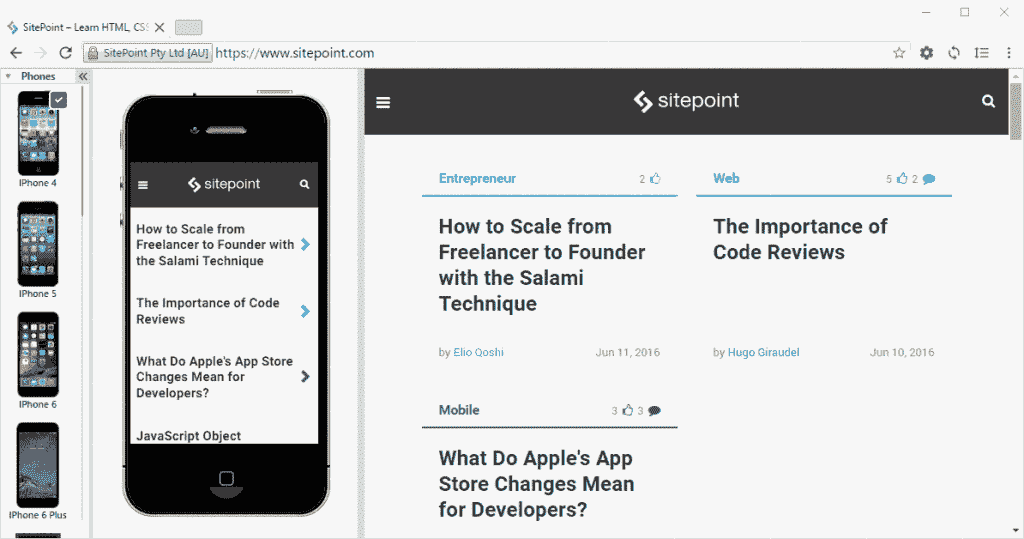 SitePoint – Learn HTML, CSS
SitePoint Pty Ltd [AU]
https://www.sitepoint.com
Phones
IPhone 4
IPhone 5
IPhone 6
IPhone 6 Plus
sitepoint
How to Scale from
Freelancer to Founder with
the Salami Technique
The Importance of Code
Reviews
What Do Apple's App Store
Changes Mean for
Developers?
JavaScript Object
sitepoint
Entrepreneur 2
How to Scale from
Freelancer to Founder
with the Salami
Technique
by Elio Qoshi Jun 11, 2016
Web 5 2
The Importance of
Code Reviews
by Hugo Giraudel Jun 10, 2016
Mobile 3 3
What Do Apple's App
Store Changes Mean
for Developers?